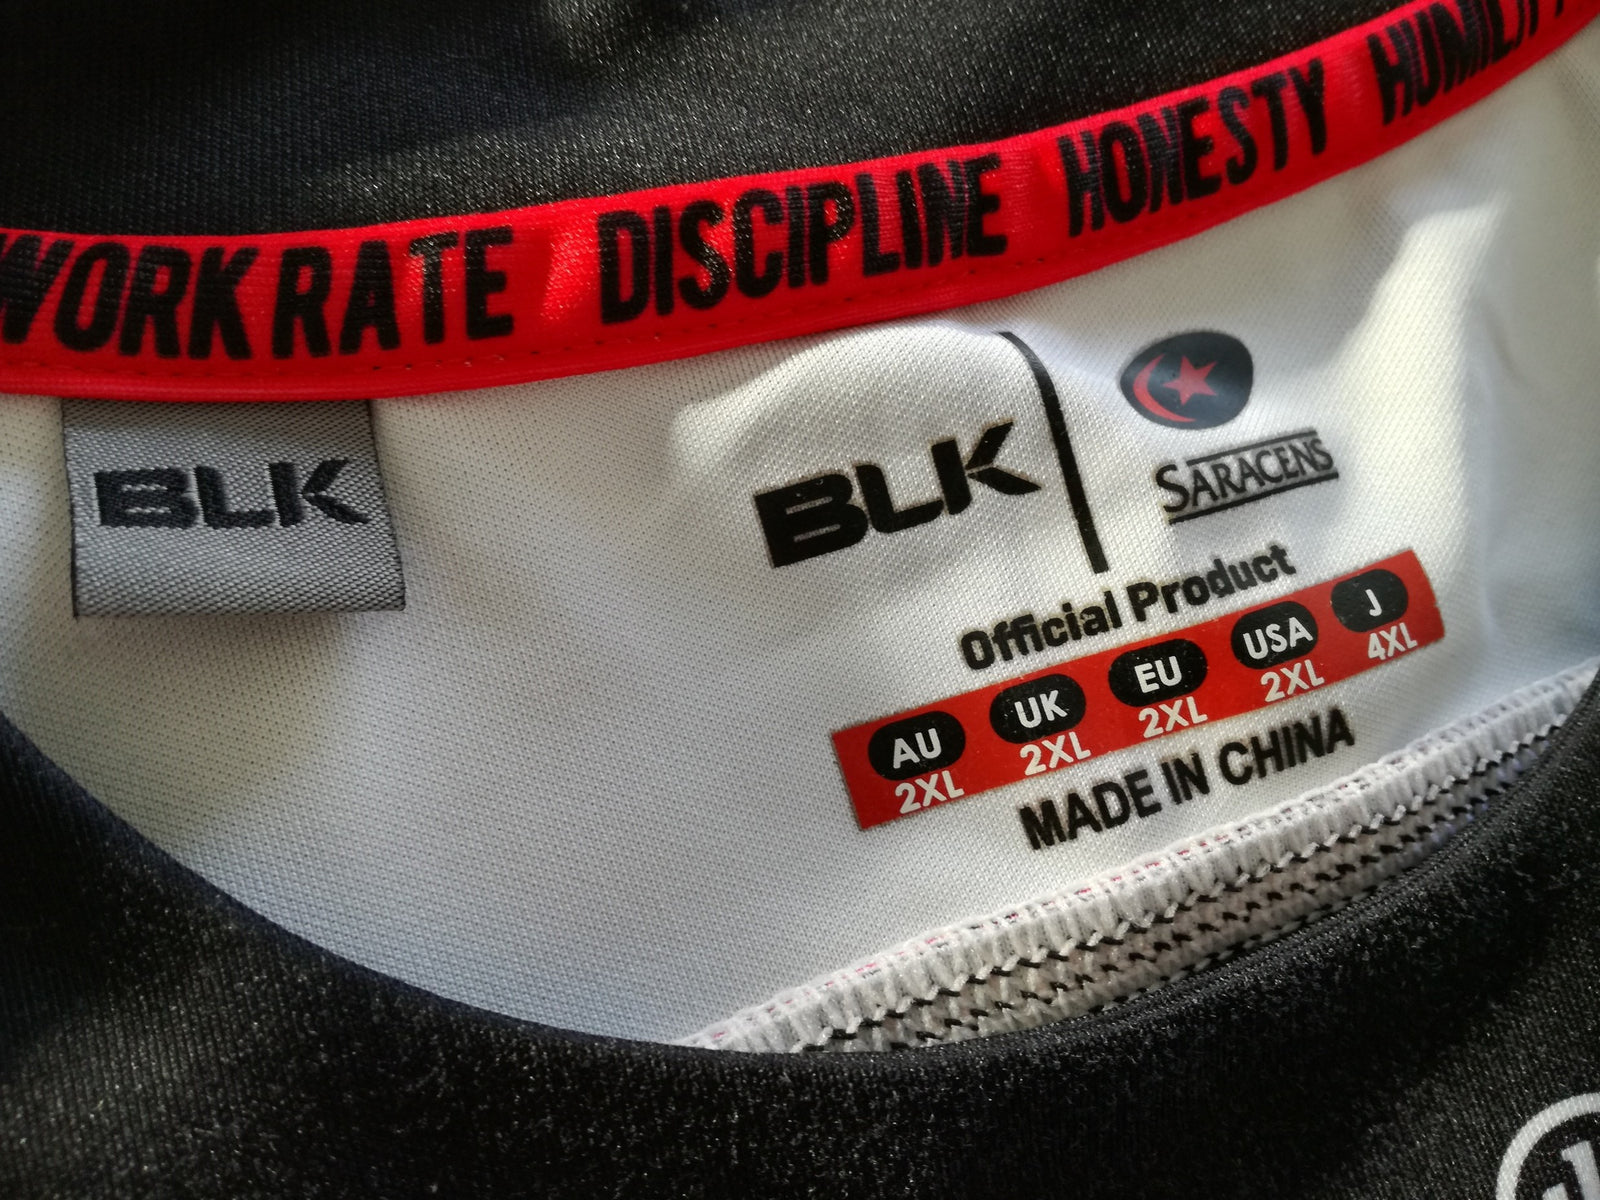 WORK RATE DISCIPLINE HONESTY HUMILITY
BLK
BLK
SARACENS
Official Product
AU UK EU USA J
2XL 2XL 2XL 2XL 4XL
MADE IN CHINA